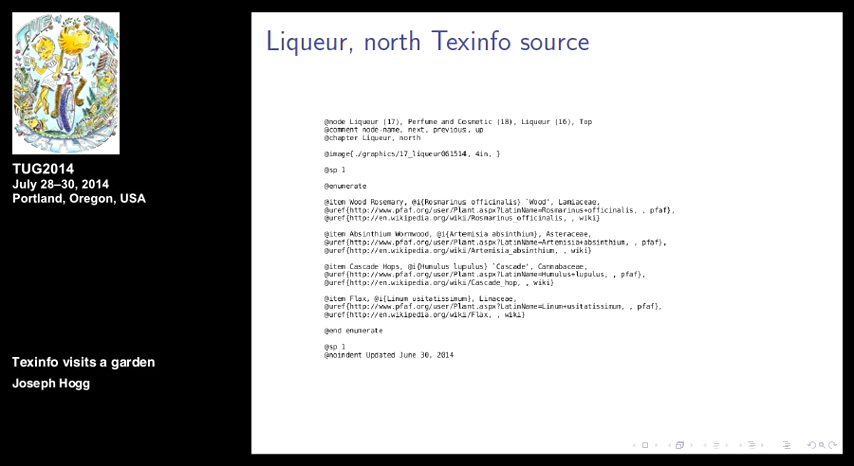 TUG2014
July 28–30, 2014
Portland, Oregon, USA
Texinfo visits a garden
Joseph Hogg
Liqueur, north Texinfo source
@node Liqueur (17), Perfume and Cosmetic (18), Liqueur (16), Top
@comment node-name, next, previous, up
@chapter Liqueur, north
@image{./graphics/17_liqueur061514, 4in, }
@sp 1
@enumerate
@item Wood Rosemary, @i{Rosmarinus officinalis} `Wood', Lamiaceae,
@uref{http://www.pfaf.org/user/Plant.aspx?LatinName=Rosmarinus+officinalis, , pfaf},
@uref{http://en.wikipedia.org/wiki/Rosmarinus_officinalis, , wiki}
@item Absinthium Wormwood, @i{Artemisia absinthium}, Asteraceae,
@uref{http://www.pfaf.org/user/Plant.aspx?LatinName=Artemisia+absinthium, , pfaf},
@uref{http://en.wikipedia.org/wiki/Artemisia_absinthium, , wiki}
@item Cascade Hops, @i{Humulus lupulus} `Cascade', Cannabaceae,
@uref{http://www.pfaf.org/user/Plant.aspx?LatinName=Humulus+lupulus, , pfaf},
@uref{http://en.wikipedia.org/wiki/Cascade_hop, , wiki}
@item Flax, @i{Linum usitatissimum}, Linaceae,
@uref{http://www.pfaf.org/user/Plant.aspx?LatinName=Linum+usitatissimum, , pfaf},
@uref{http://en.wikipedia.org/wiki/Flax, , wiki}
@end enumerate
@sp 1
@noindent Updated June 30, 2014